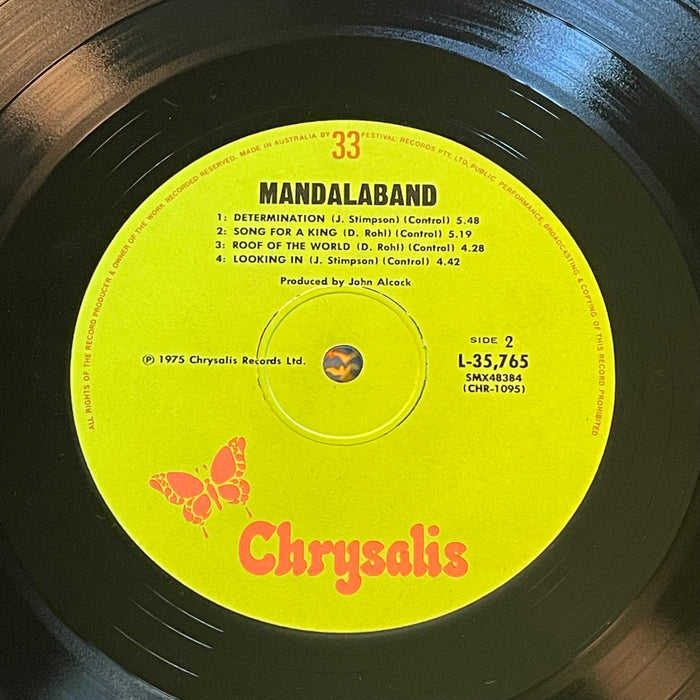 ALL RIGHTS OF THE RECORD PRODUCER & OWNER OF THE WORK RECORDED RESERVED. MADE IN AUSTRALIA BY FESTIVAL RECORDS PTY. LTD. PUBLIC PERFORMANCE, BROADCASTING & COPYING OF THIS RECORD PROHIBITED
33
MANDALABAND
1: DETERMINATION (J. Stimpson) (Control) 5.48
2: SONG FOR A KING (D. Rohl) (Control) 5.19
3: ROOF OF THE WORLD (D. Rohl) (Control) 4.28
4: LOOKING IN (J. Stimpson) (Control) 4.42
Produced by John Alcock
SIDE 2
Ⓟ 1975 Chrysalis Records Ltd.
L-35,765
SMX48384
(CHR-1095)
Chrysalis